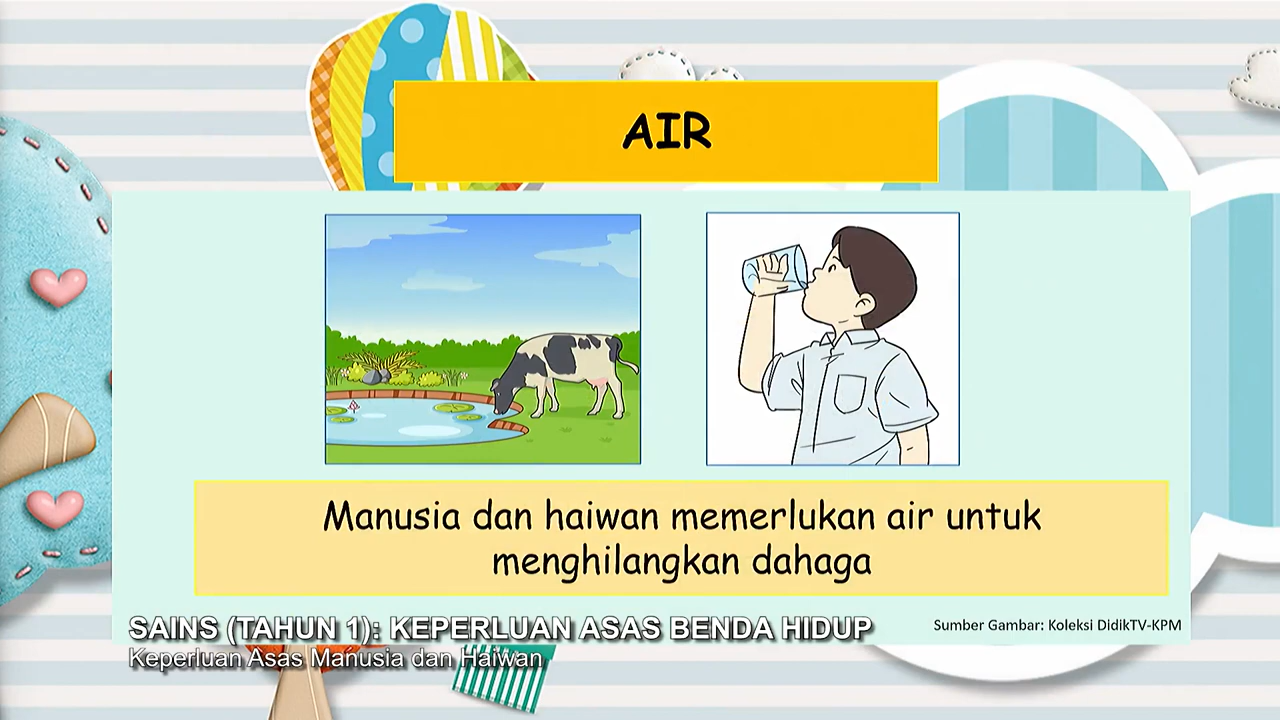 AIR
Manusia dan haiwan memerlukan air untuk
menghilangkan dahaga
SAINS (TAHUN 1): KEPERLUAN ASAS BENDA HIDUP
Sumber Gambar: Koleksi DidikTV-KPM
Keperluan Asas Manusia dan Haiwan